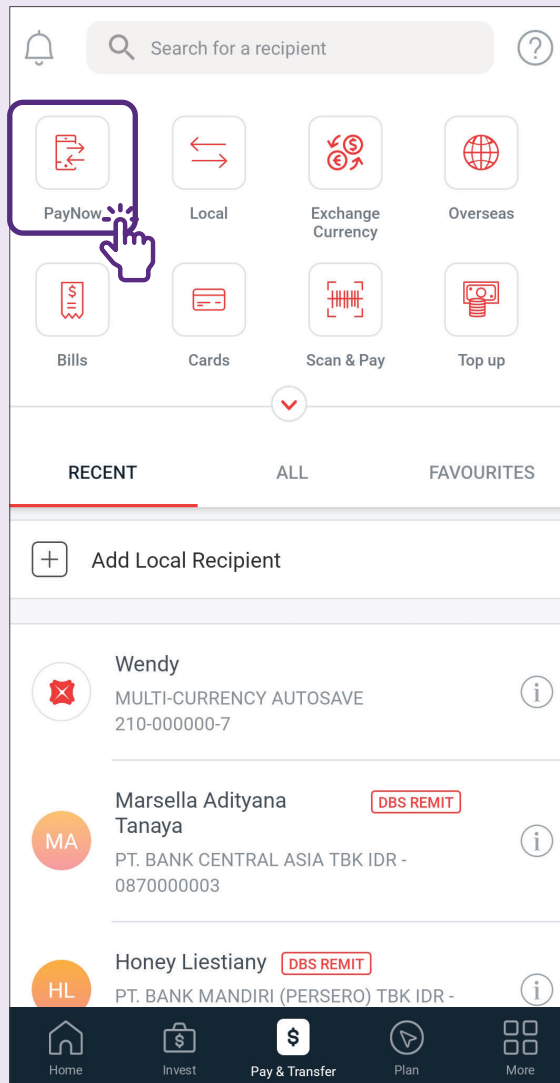 Search for a recipient
PayNow
Local
Exchange
Currency
Overseas
Bills
Cards
Scan & Pay
Top up
RECENT
ALL
FAVOURITES
Add Local Recipient
Wendy
MULTI-CURRENCY AUTOSAVE
210-000000-7
MA
Marsella Adityana
Tanaya
DBS REMIT
PT. BANK CENTRAL ASIA TBK IDR -
0870000003
HL
Honey Liestiany DBS REMIT
PT. BANK MANDIRI (PERSERO) TBK IDR -
Home
Invest
Pay & Transfer
Plan
More